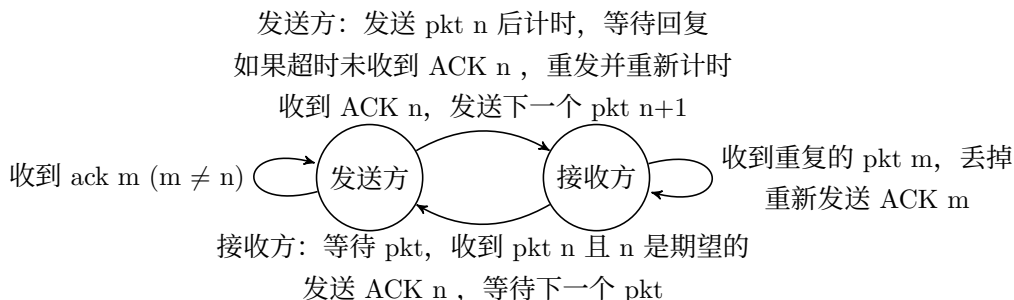 发送方：发送 pkt n 后计时，等待回复
如果超时未收到 ACK n ，重发并重新计时
收到 ACK n，发送下一个 pkt n+1
收到 ack m (m ≠ n)
发送方
接收方
收到重复的 pkt m，丢掉
重新发送 ACK m
接收方：等待 pkt，收到 pkt n 且 n 是期望的
发送 ACK n ，等待下一个 pkt